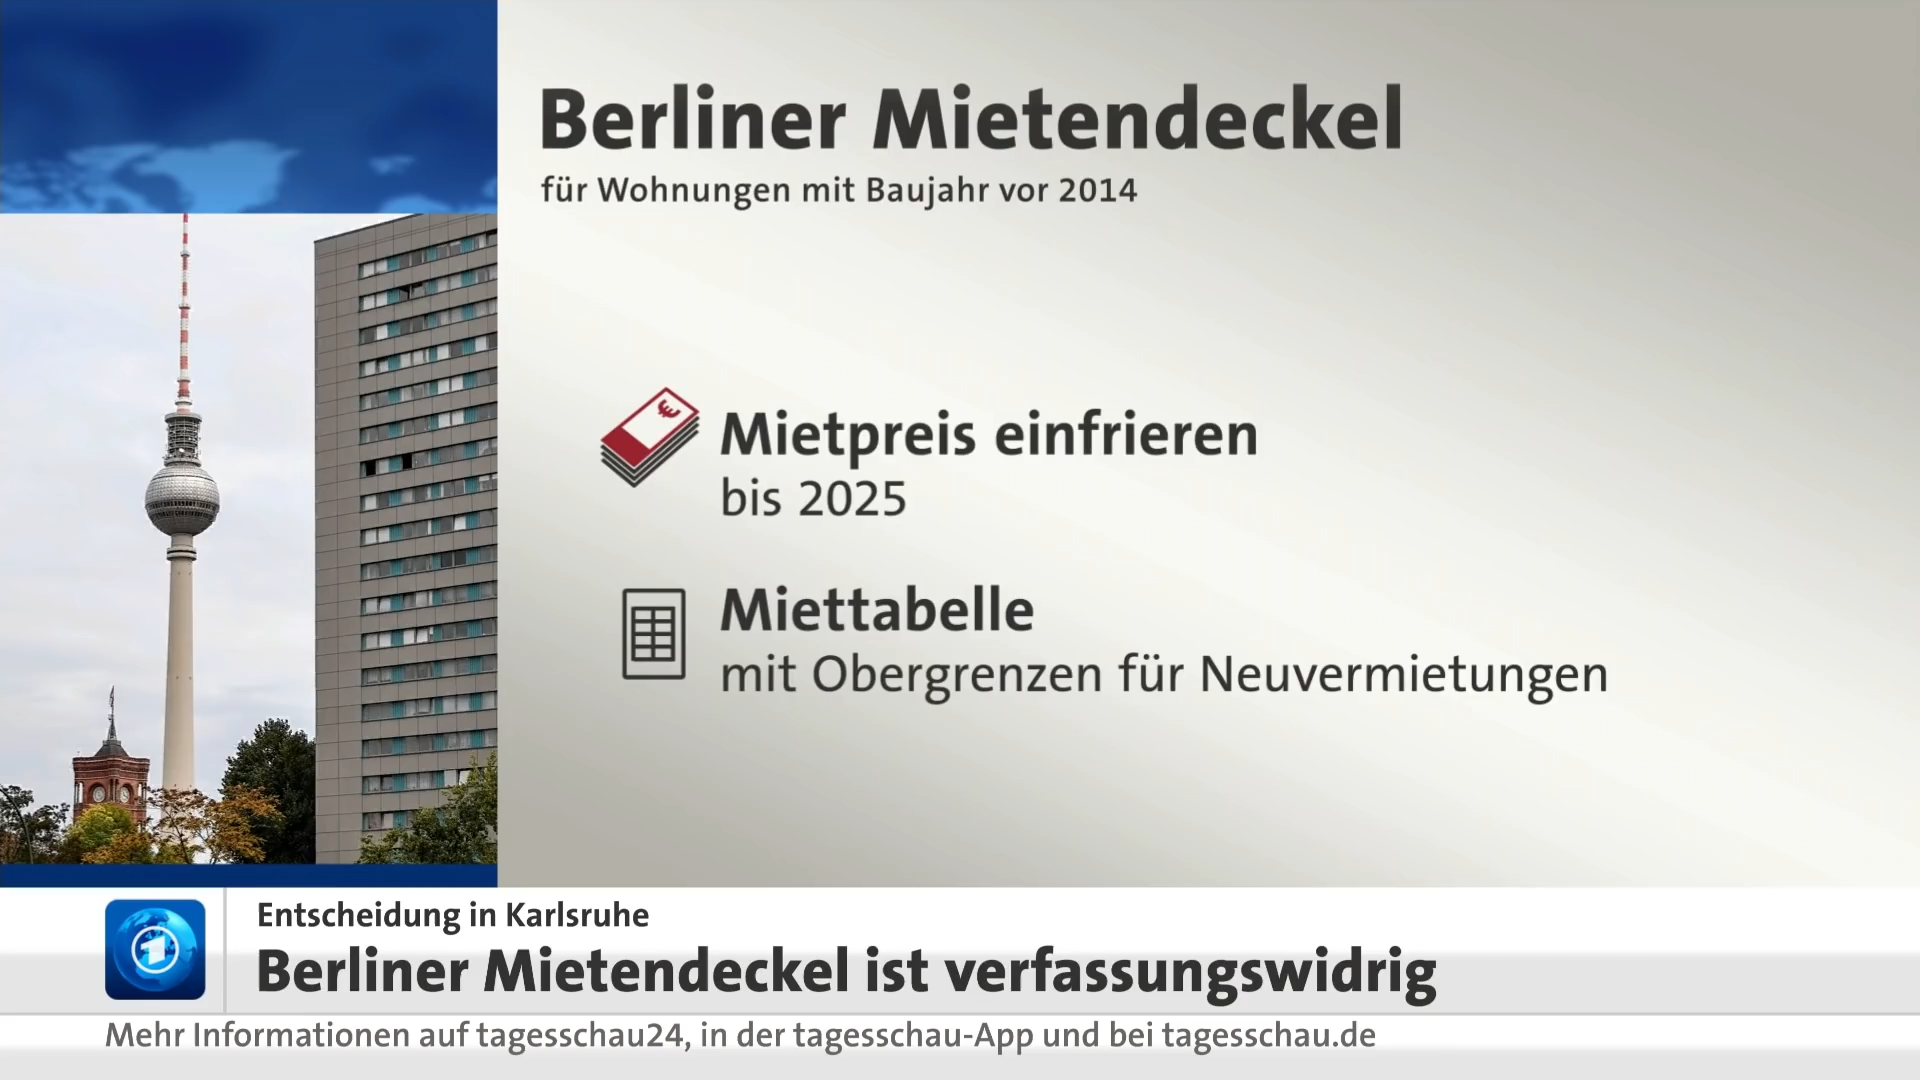 Berliner Mietendeckel
für Wohnungen mit Baujahr vor 2014
€
Mietpreis einfrieren
bis 2025
Miettabelle
mit Obergrenzen für Neuvermietungen
1
Entscheidung in Karlsruhe
Berliner Mietendeckel ist verfassungswidrig
Mehr Informationen auf tagesschau24, in der tagesschau-App und bei tagesschau.de